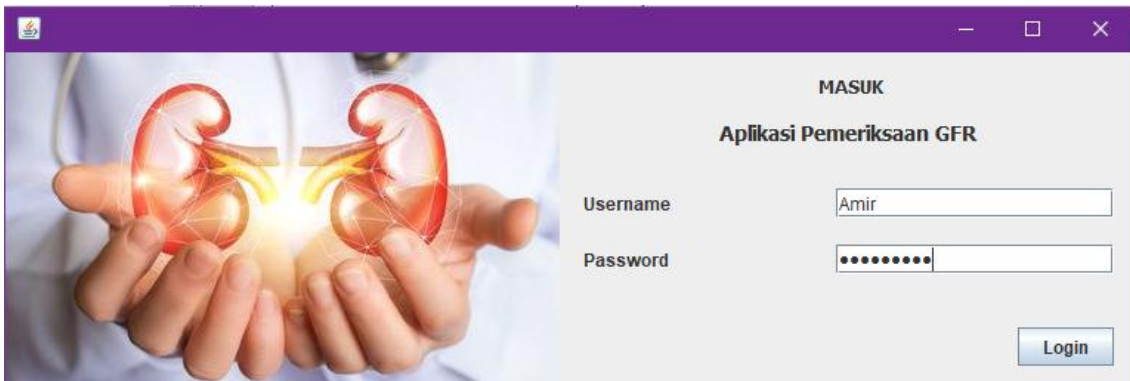 MASUK
Aplikasi Pemeriksaan GFR
Username Amir
Password •••••••••
Login